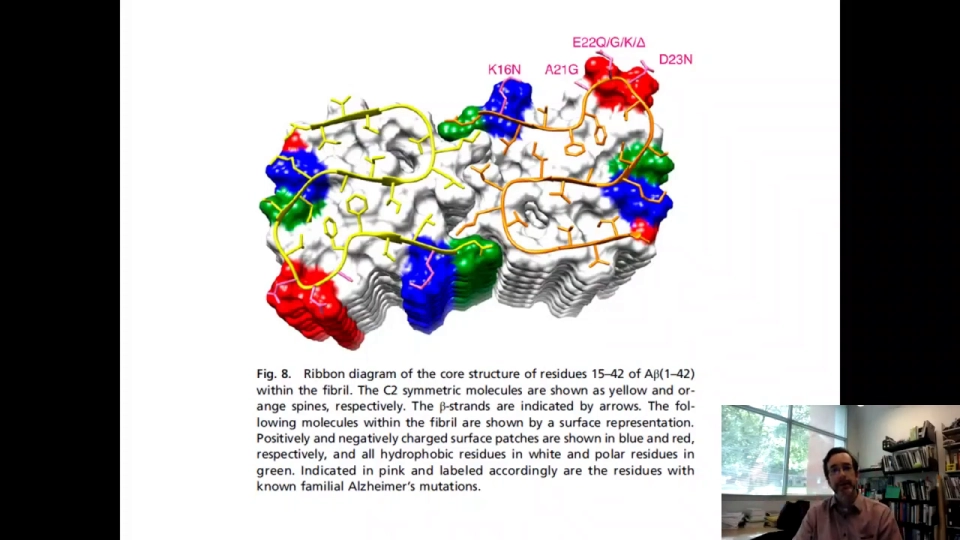 E22Q/G/K/Δ
K16N A21G D23N
Fig. 8. Ribbon diagram of the core structure of residues 15–42 of Aβ(1–42)
within the fibril. The C2 symmetric molecules are shown as yellow and or-
ange spines, respectively. The β-strands are indicated by arrows. The fol-
lowing molecules within the fibril are shown by a surface representation.
Positively and negatively charged surface patches are shown in blue and red,
respectively, and all hydrophobic residues in white and polar residues in
green. Indicated in pink and labeled accordingly are the residues with
known familial Alzheimer's mutations.